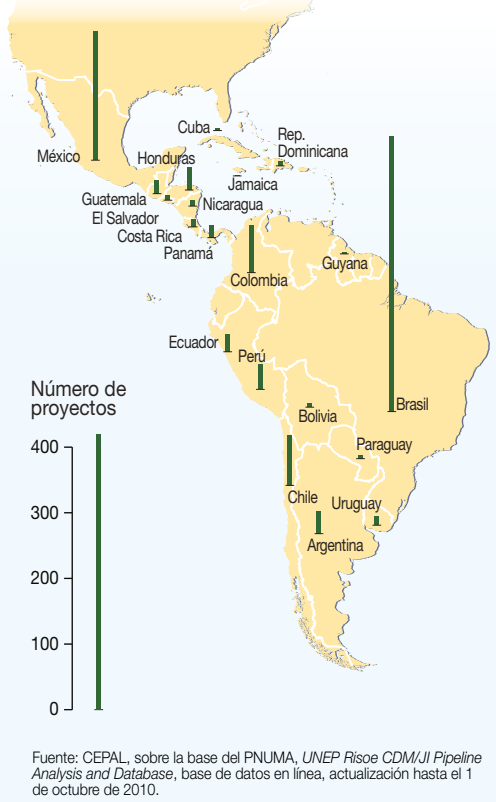 Cuba
Rep.
Dominicana
México
Honduras
Jamaica
Guatemala
Nicaragua
El Salvador
Costa Rica
Panamá
Guyana
Colombia
Ecuador
Perú
Número de
proyectos
Brasil
Bolivia
Paraguay
400
Chile
Uruguay
300
Argentina
200
100
0
Fuente: CEPAL, sobre la base del PNUMA, UNEP Risoe CDM/JI Pipeline
Analysis and Database, base de datos en línea, actualización hasta el 1
de octubre de 2010.